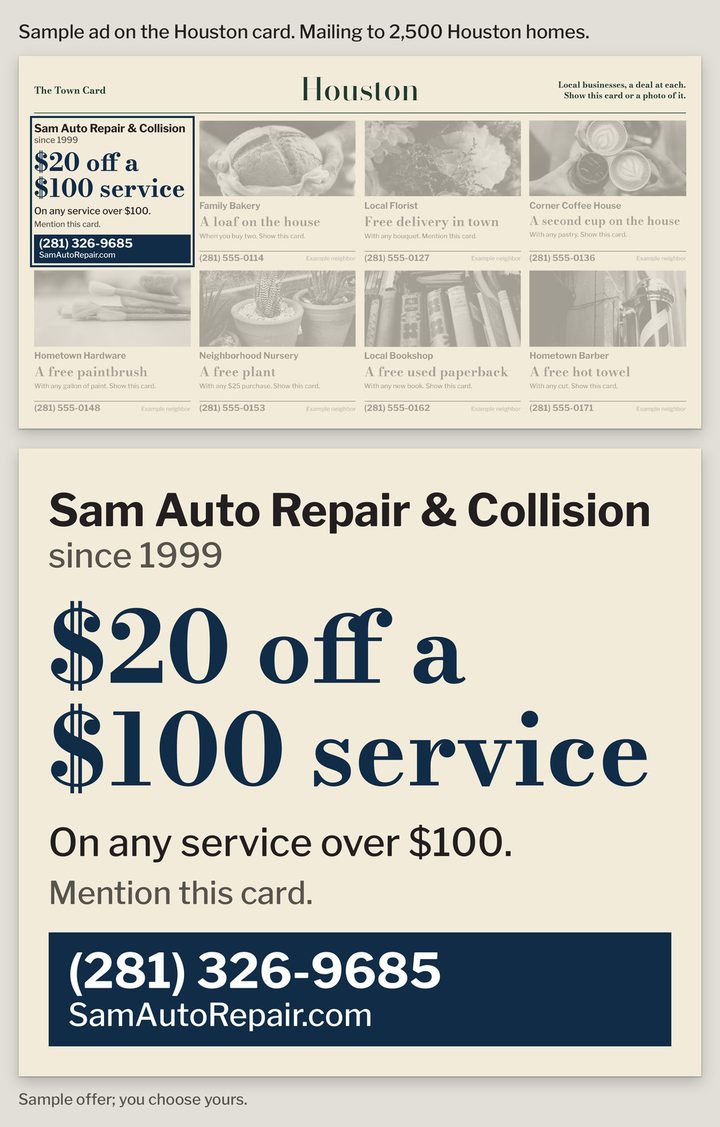 Sample ad on the Houston card. Mailing to 2,500 Houston homes.
The Town Card
Houston
Local businesses, a deal at each.
Show this card or a photo of it.
Sam Auto Repair & Collision
since 1999
$20 off a
$100 service
On any service over $100.
Mention this card.
(281) 326-9685
SamAutoRepair.com
Family Bakery
A loaf on the house
When you buy two. Show this card.
(281) 555-0114
Example neighbor
Local Florist
Free delivery in town
With any bouquet. Mention this card.
(281) 555-0127
Example neighbor
Corner Coffee House
A second cup on the house
With any pastry. Show this card.
(281) 555-0136
Example neighbor
Hometown Hardware
A free paintbrush
With any gallon of paint. Show this card.
(281) 555-0148
Example neighbor
Neighborhood Nursery
A free plant
With any $25 purchase. Show this card.
(281) 555-0153
Example neighbor
Local Bookshop
A free used paperback
With any new book. Show this card.
(281) 555-0162
Example neighbor
Hometown Barber
A free hot towel
With any cut. Show this card.
(281) 555-0171
Example neighbor
Sam Auto Repair & Collision
since 1999
$20 off a
$100 service
On any service over $100.
Mention this card.
(281) 326-9685
SamAutoRepair.com
Sample offer; you choose yours.